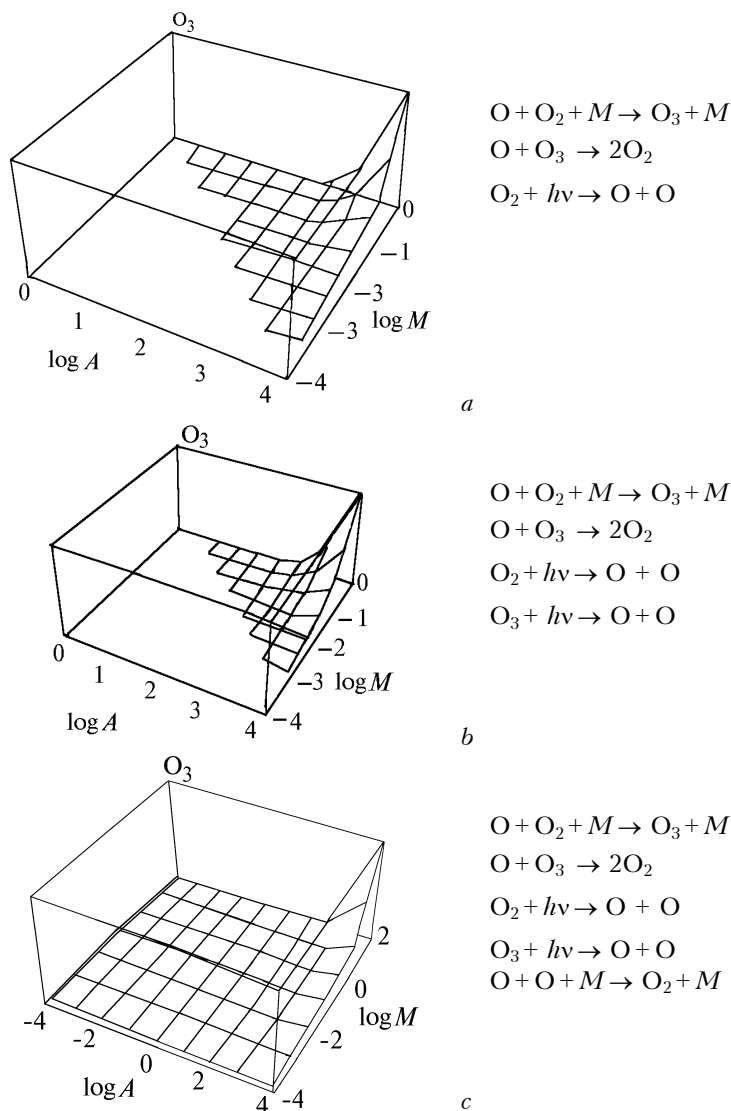 O₃
O + O₂ + M → O₃ + M
O + O₃ → 2O₂
O₂ + hν → O + O
0
−1
−3
−3
−4
log M
0
1
2
3
4
log A
a
O₃
O + O₂ + M → O₃ + M
O + O₃ → 2O₂
O₂ + hν → O + O
O₃ + hν → O + O
0
−1
−2
−3
−4
log M
0
1
2
3
4
log A
b
O₃
O + O₂ + M → O₃ + M
O + O₃ → 2O₂
O₂ + hν → O + O
O₃ + hν → O + O
O + O + M → O₂ + M
2
0
-2
-4
log M
-4
-2
0
2
4
log A
c